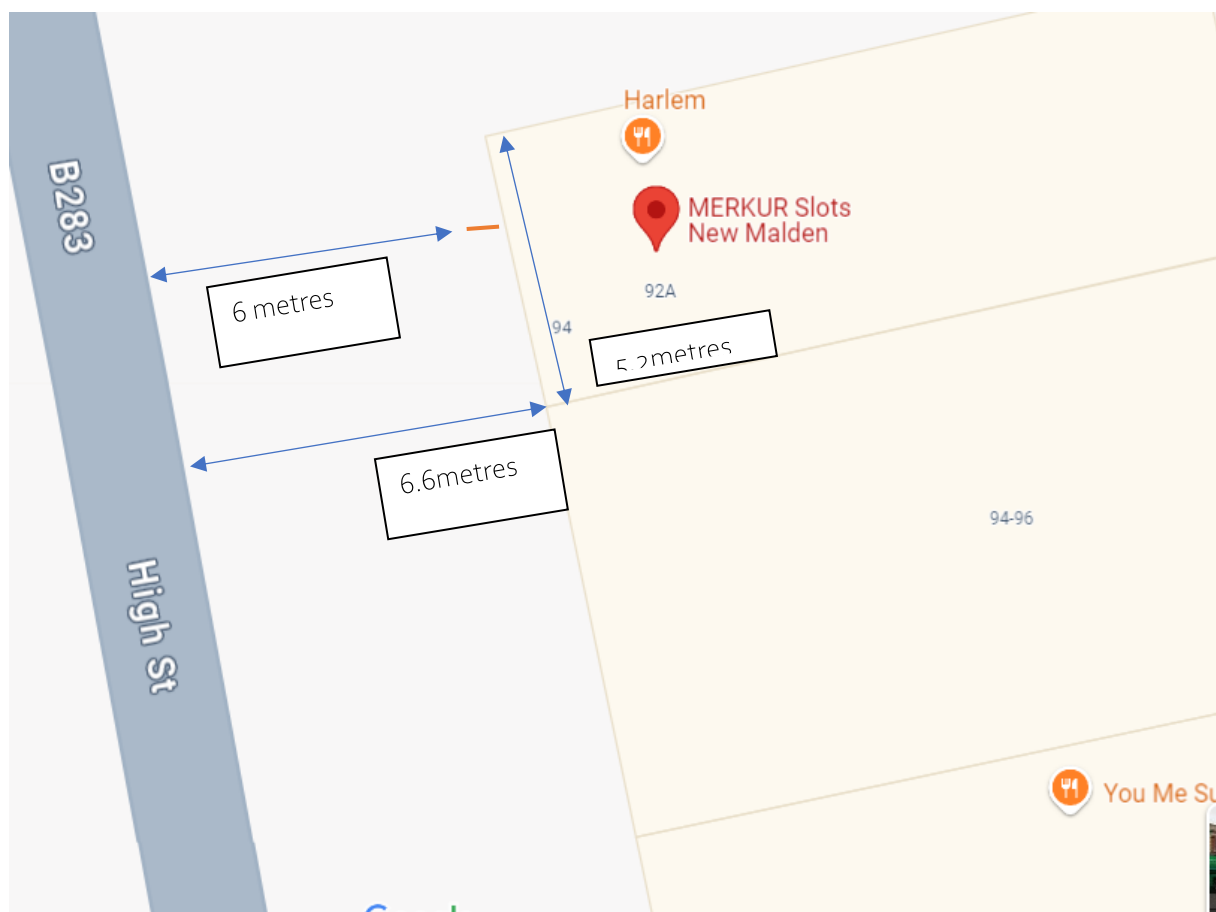 Harlem
B283
MERKUR Slots
New Malden
6 metres
92A
94
5.2metres
6.6metres
94-96
High St
You Me Su